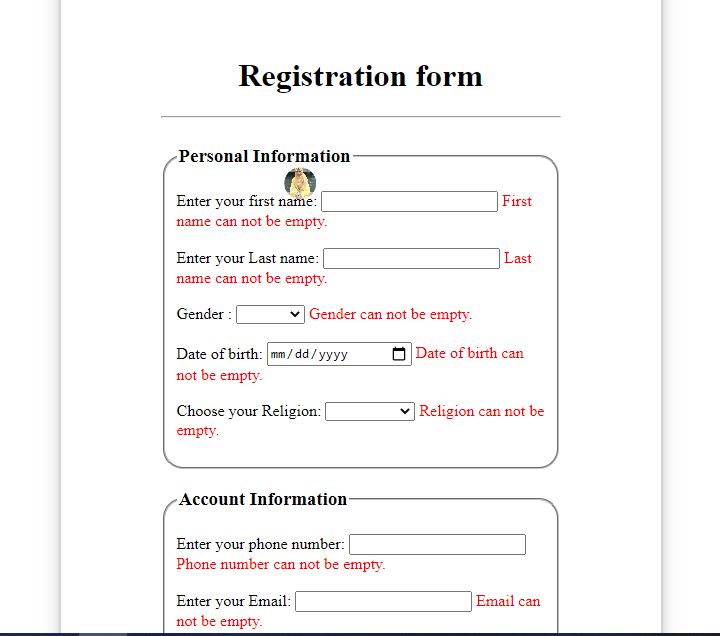 Registration form
Personal Information
Enter your first name: First
name can not be empty.
Enter your Last name: Last
name can not be empty.
Gender : Gender can not be empty.
Date of birth: mm/dd/yyyy Date of birth can
not be empty.
Choose your Religion: Religion can not be
empty.
Account Information
Enter your phone number:
Phone number can not be empty.
Enter your Email: Email can
not be empty.